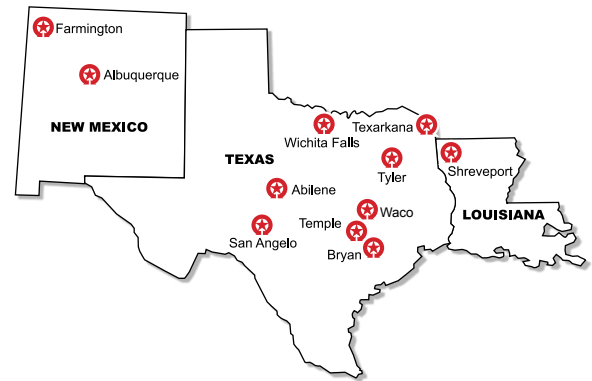 Farmington
Albuquerque
NEW MEXICO
Wichita Falls
Texarkana
TEXAS
Tyler
Shreveport
Abilene
Waco
LOUISIANA
Temple
San Angelo
Bryan